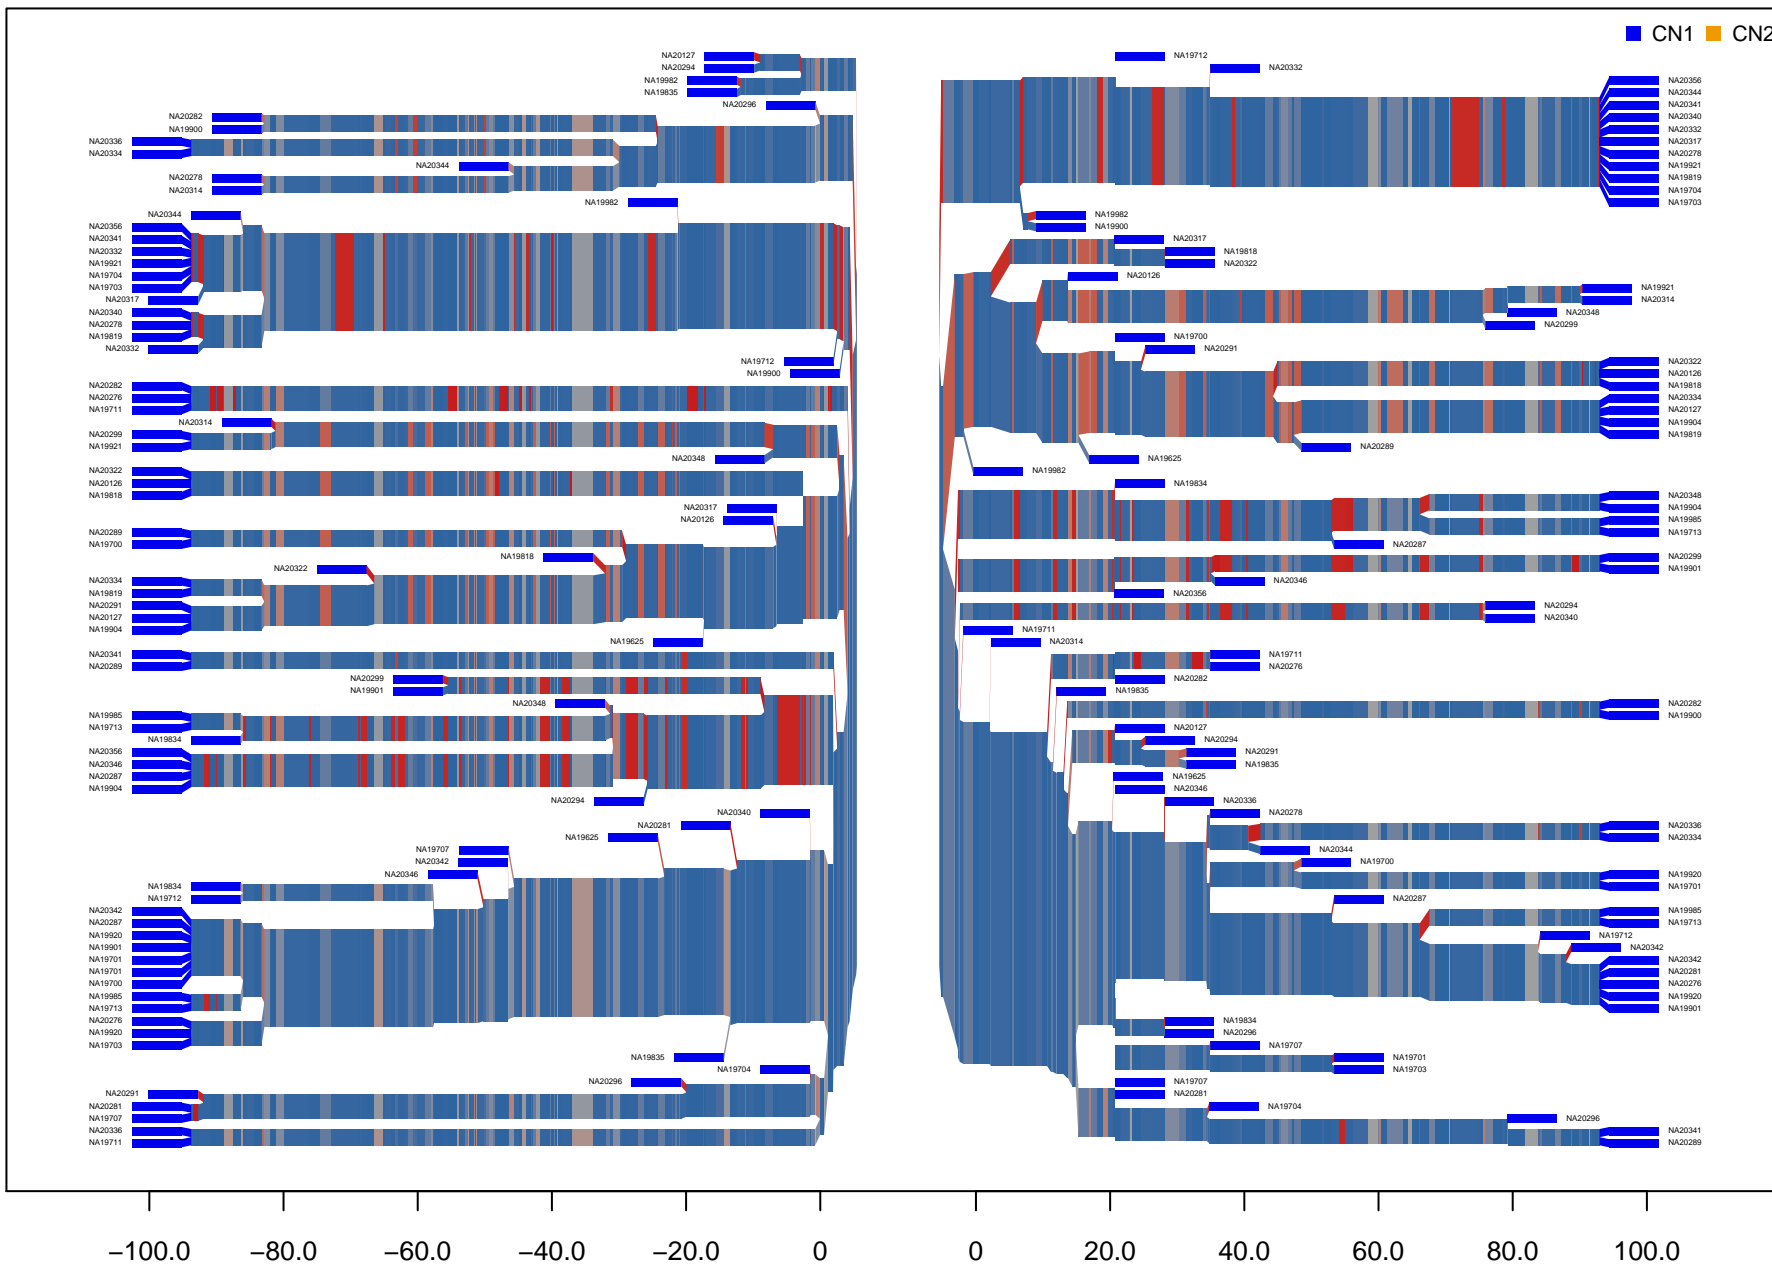 CN1 CN2
NA20127
NA20294
NA19982
NA19835
NA20296
NA20282
NA19900
NA20336
NA20334
NA20344
NA20278
NA20314
NA19982
NA20344
NA20356
NA20341
NA20332
NA19921
NA19704
NA19703
NA20317
NA20340
NA20278
NA19819
NA20332
NA19712
NA19900
NA20282
NA20276
NA19711
NA20314
NA20299
NA19921
NA20348
NA20322
NA20126
NA19818
NA20317
NA20126
NA20289
NA19700
NA19818
NA20322
NA20334
NA19819
NA20291
NA20127
NA19904
NA19625
NA20341
NA20289
NA20299
NA19901
NA20348
NA19985
NA19713
NA19834
NA20356
NA20346
NA20287
NA19904
NA20294
NA20340
NA20281
NA19625
NA19707
NA20342
NA20346
NA19834
NA19712
NA20342
NA20287
NA19920
NA19901
NA19701
NA19701
NA19700
NA19985
NA19713
NA20276
NA19920
NA19703
NA19835
NA19704
NA20296
NA20291
NA20281
NA19707
NA20336
NA19711
NA19712
NA20332
NA20356
NA20344
NA20341
NA20340
NA20332
NA20317
NA20278
NA19921
NA19819
NA19704
NA19703
NA19982
NA19900
NA20317
NA19818
NA20322
NA20126
NA19921
NA20314
NA20348
NA20299
NA19700
NA20291
NA20322
NA20126
NA19818
NA20334
NA20127
NA19904
NA19819
NA20289
NA19625
NA19982
NA19834
NA20348
NA19904
NA19985
NA19713
NA20287
NA20299
NA19901
NA20346
NA20356
NA20294
NA20340
NA19711
NA20314
NA19711
NA20276
NA20282
NA19835
NA20282
NA19900
NA20127
NA20294
NA20291
NA19835
NA19625
NA20346
NA20336
NA20278
NA20336
NA20334
NA20344
NA19700
NA19920
NA19701
NA20287
NA19985
NA19713
NA19712
NA20342
NA20342
NA20281
NA20276
NA19920
NA19901
NA19834
NA20296
NA19707
NA19701
NA19703
NA19707
NA20281
NA19704
NA20296
NA20341
NA20289
−100.0 −80.0 −60.0 −40.0 −20.0 0 0 20.0 40.0 60.0 80.0 100.0